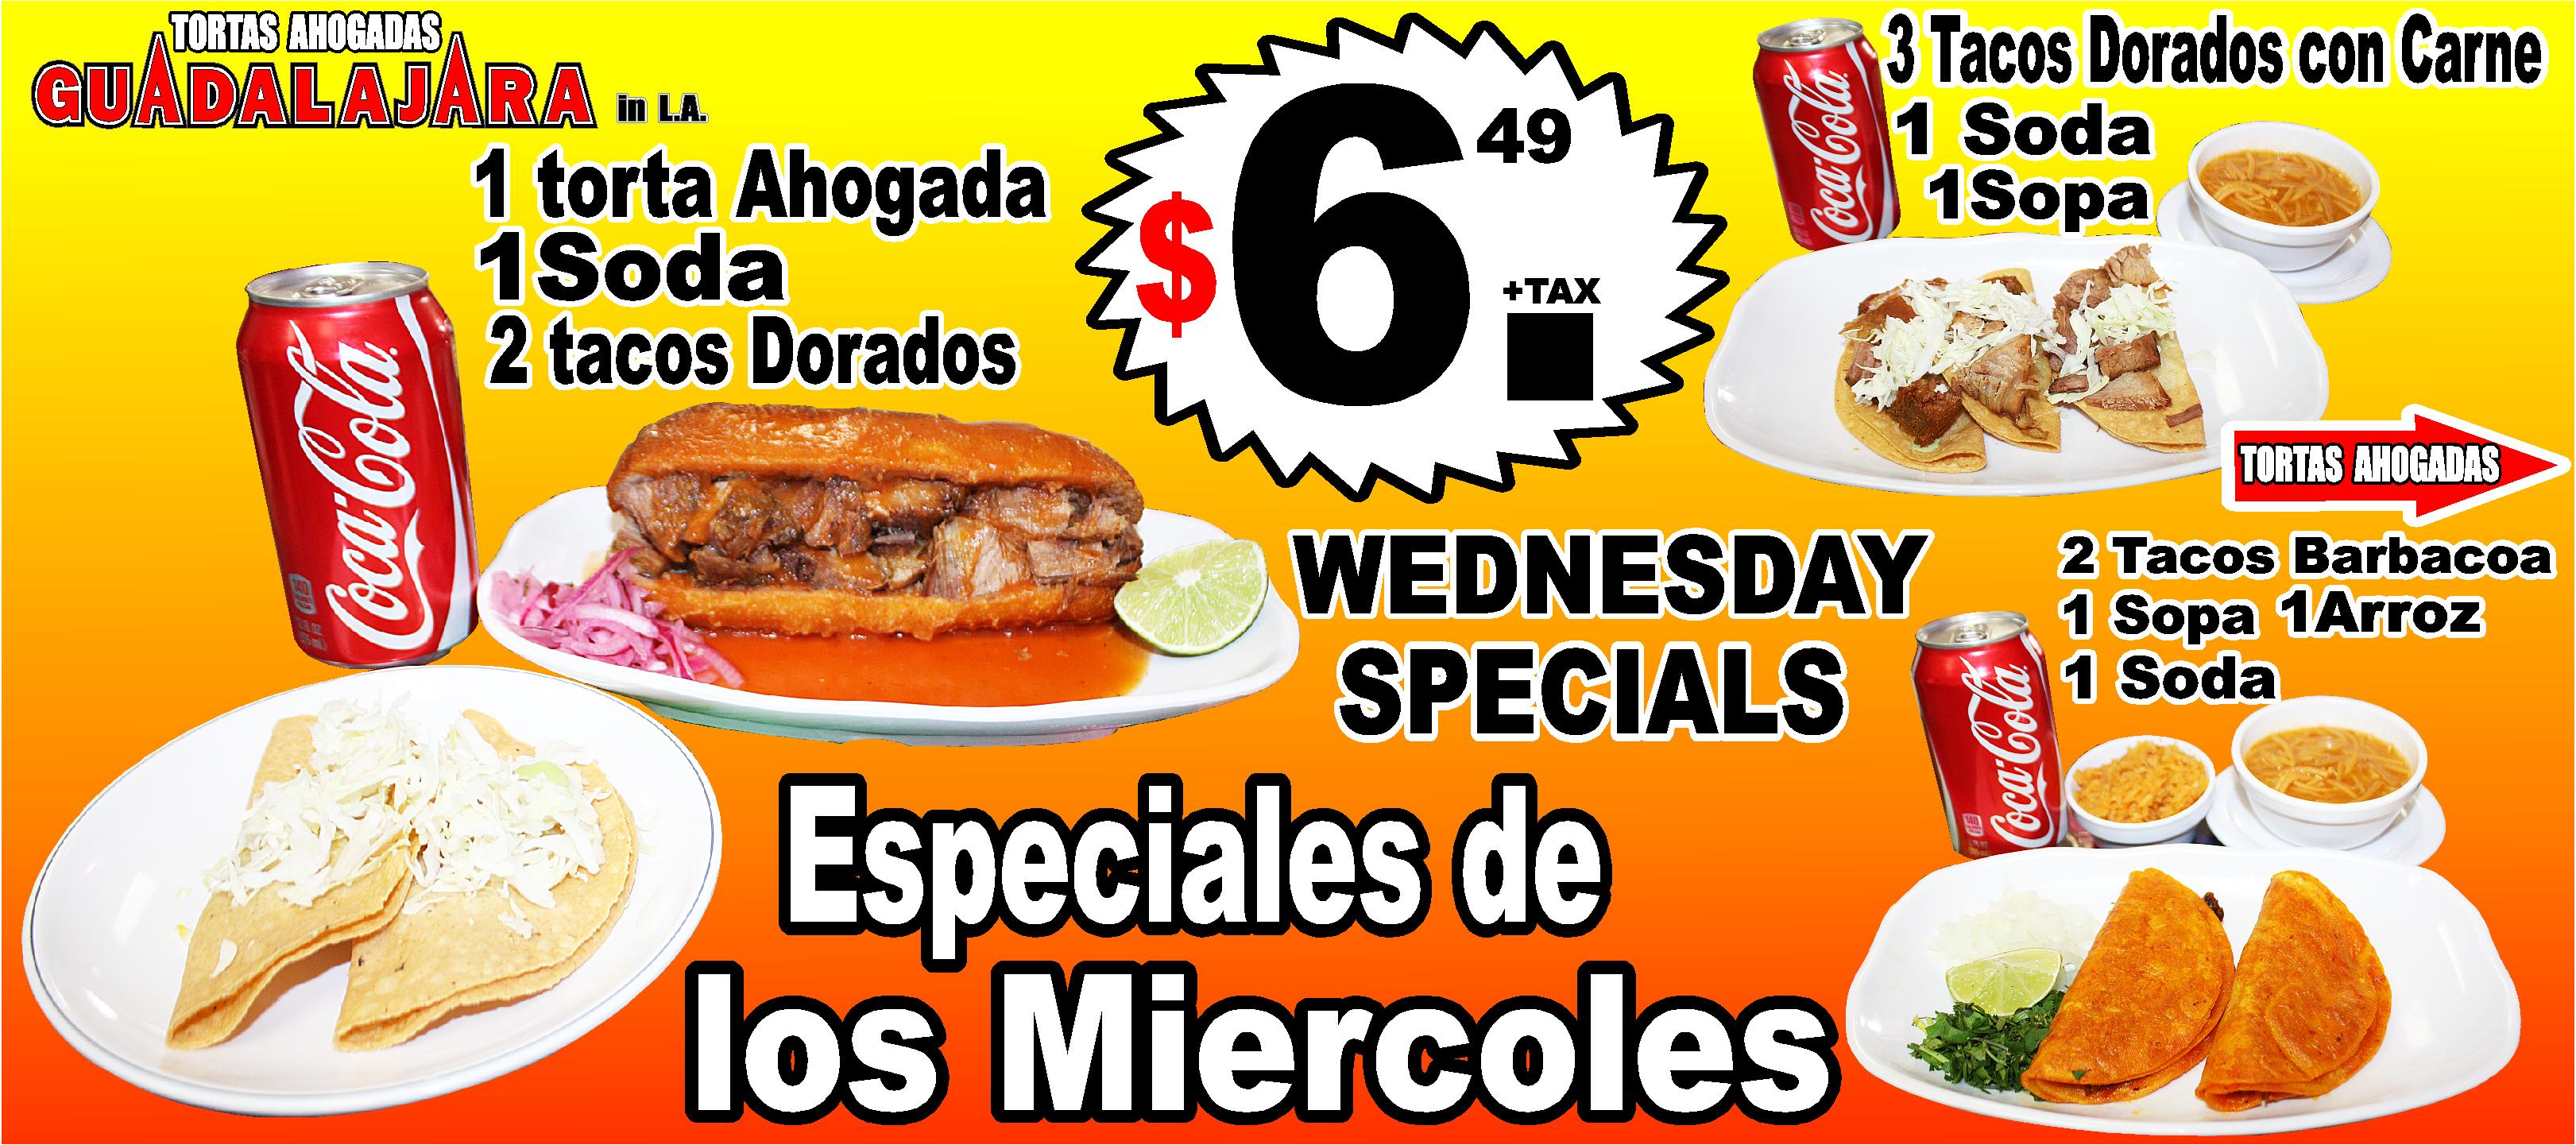 TORTAS AHOGADAS
GUADALAJARA in L.A.
1 torta Ahogada
1Soda
2 tacos Dorados
$6.49
+TAX
3 Tacos Dorados con Carne
1 Soda
1Sopa
TORTAS AHOGADAS
WEDNESDAY
SPECIALS
2 Tacos Barbacoa
1 Sopa 1Arroz
1 Soda
Especiales de
los Miercoles
Coca-Cola
Coca-Cola
Coca-Cola